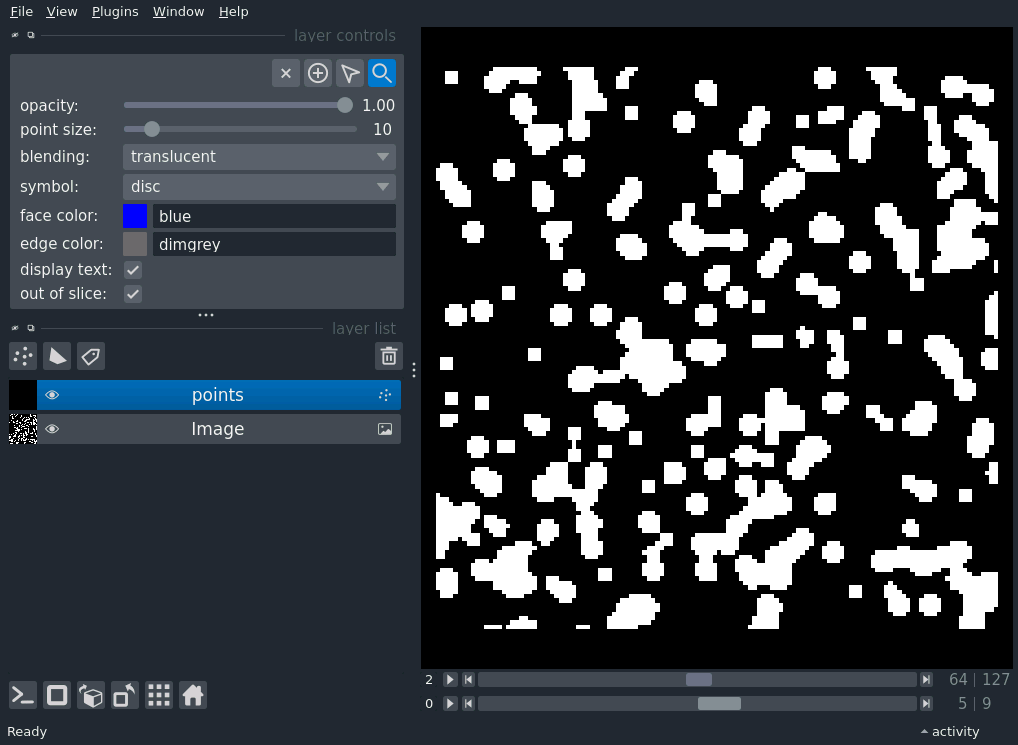 File View Plugins Window Help
layer controls
opacity: 1.00
point size: 10
blending: translucent
symbol: disc
face color: blue
edge color: dimgrey
display text:
out of slice:
layer list
points
Image
2 64 | 127
0 5 | 9
Ready activity